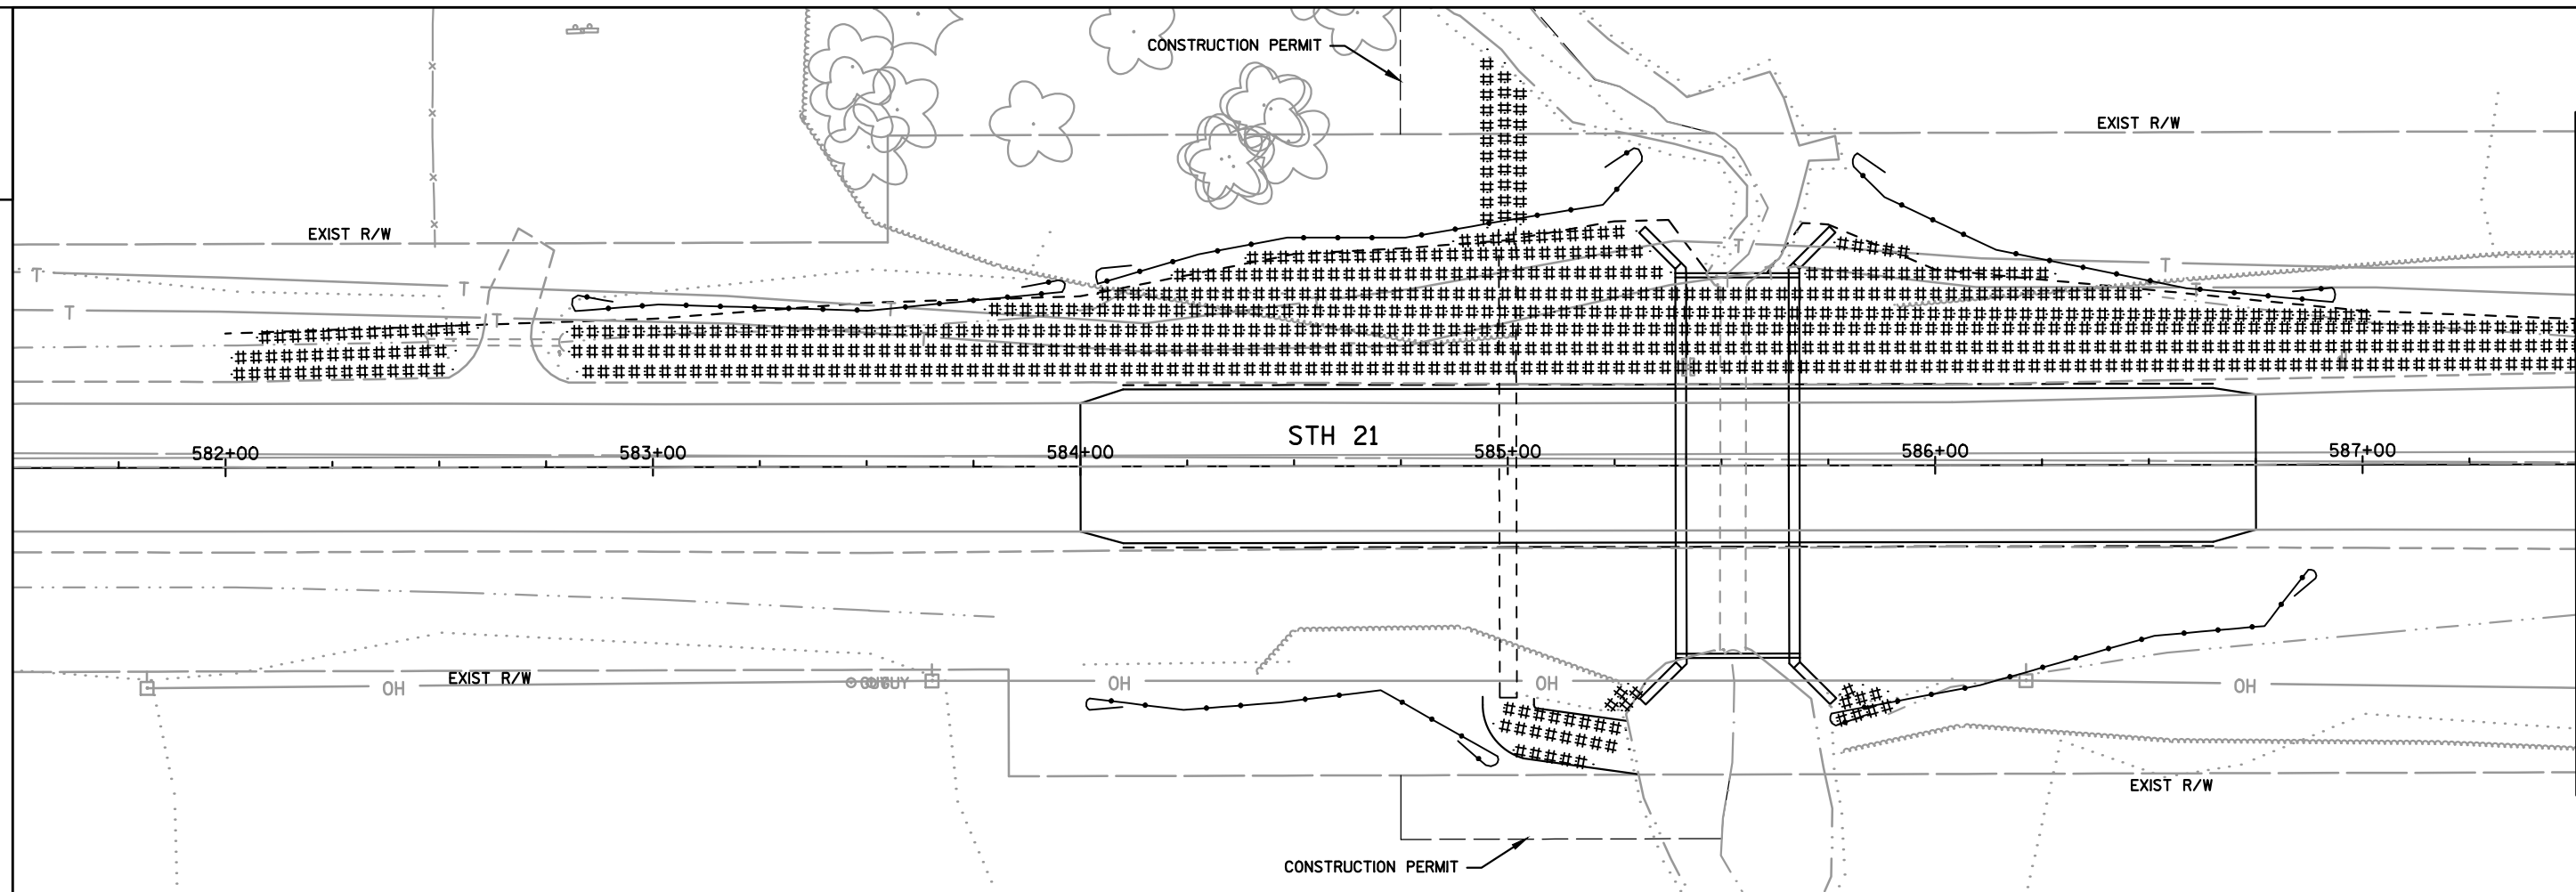 CONSTRUCTION PERMIT
EXIST R/W
EXIST R/W
T
T
T
T
T
T
T
T
T
STH 21
582+00
583+00
584+00
585+00
586+00
587+00
EXIST R/W
OH
GUY
OH
OH
OH
EXIST R/W
CONSTRUCTION PERMIT